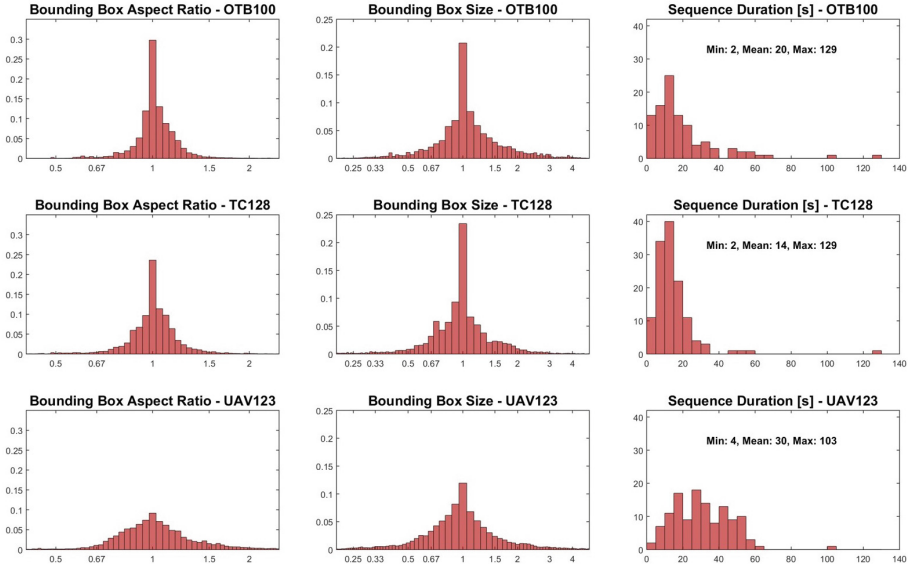 Bounding Box Aspect Ratio - OTB100
0.3
0.25
0.2
0.15
0.1
0.05
0
0.5 0.67 1 1.5 2
Bounding Box Size - OTB100
0.25
0.2
0.15
0.1
0.05
0
0.25 0.33 0.5 0.67 1 1.5 2 3 4
Sequence Duration [s] - OTB100
Min: 2, Mean: 20, Max: 129
40
30
20
10
0
0 20 40 60 80 100 120 140
Bounding Box Aspect Ratio - TC128
0.3
0.25
0.2
0.15
0.1
0.05
0
0.5 0.67 1 1.5 2
Bounding Box Size - TC128
0.25
0.2
0.15
0.1
0.05
0
0.25 0.33 0.5 0.67 1 1.5 2 3 4
Sequence Duration [s] - TC128
Min: 2, Mean: 14, Max: 129
40
30
20
10
0
0 20 40 60 80 100 120 140
Bounding Box Aspect Ratio - UAV123
0.3
0.25
0.2
0.15
0.1
0.05
0
0.5 0.67 1 1.5 2
Bounding Box Size - UAV123
0.25
0.2
0.15
0.1
0.05
0
0.25 0.33 0.5 0.67 1 1.5 2 3 4
Sequence Duration [s] - UAV123
Min: 4, Mean: 30, Max: 103
40
30
20
10
0
0 20 40 60 80 100 120 140